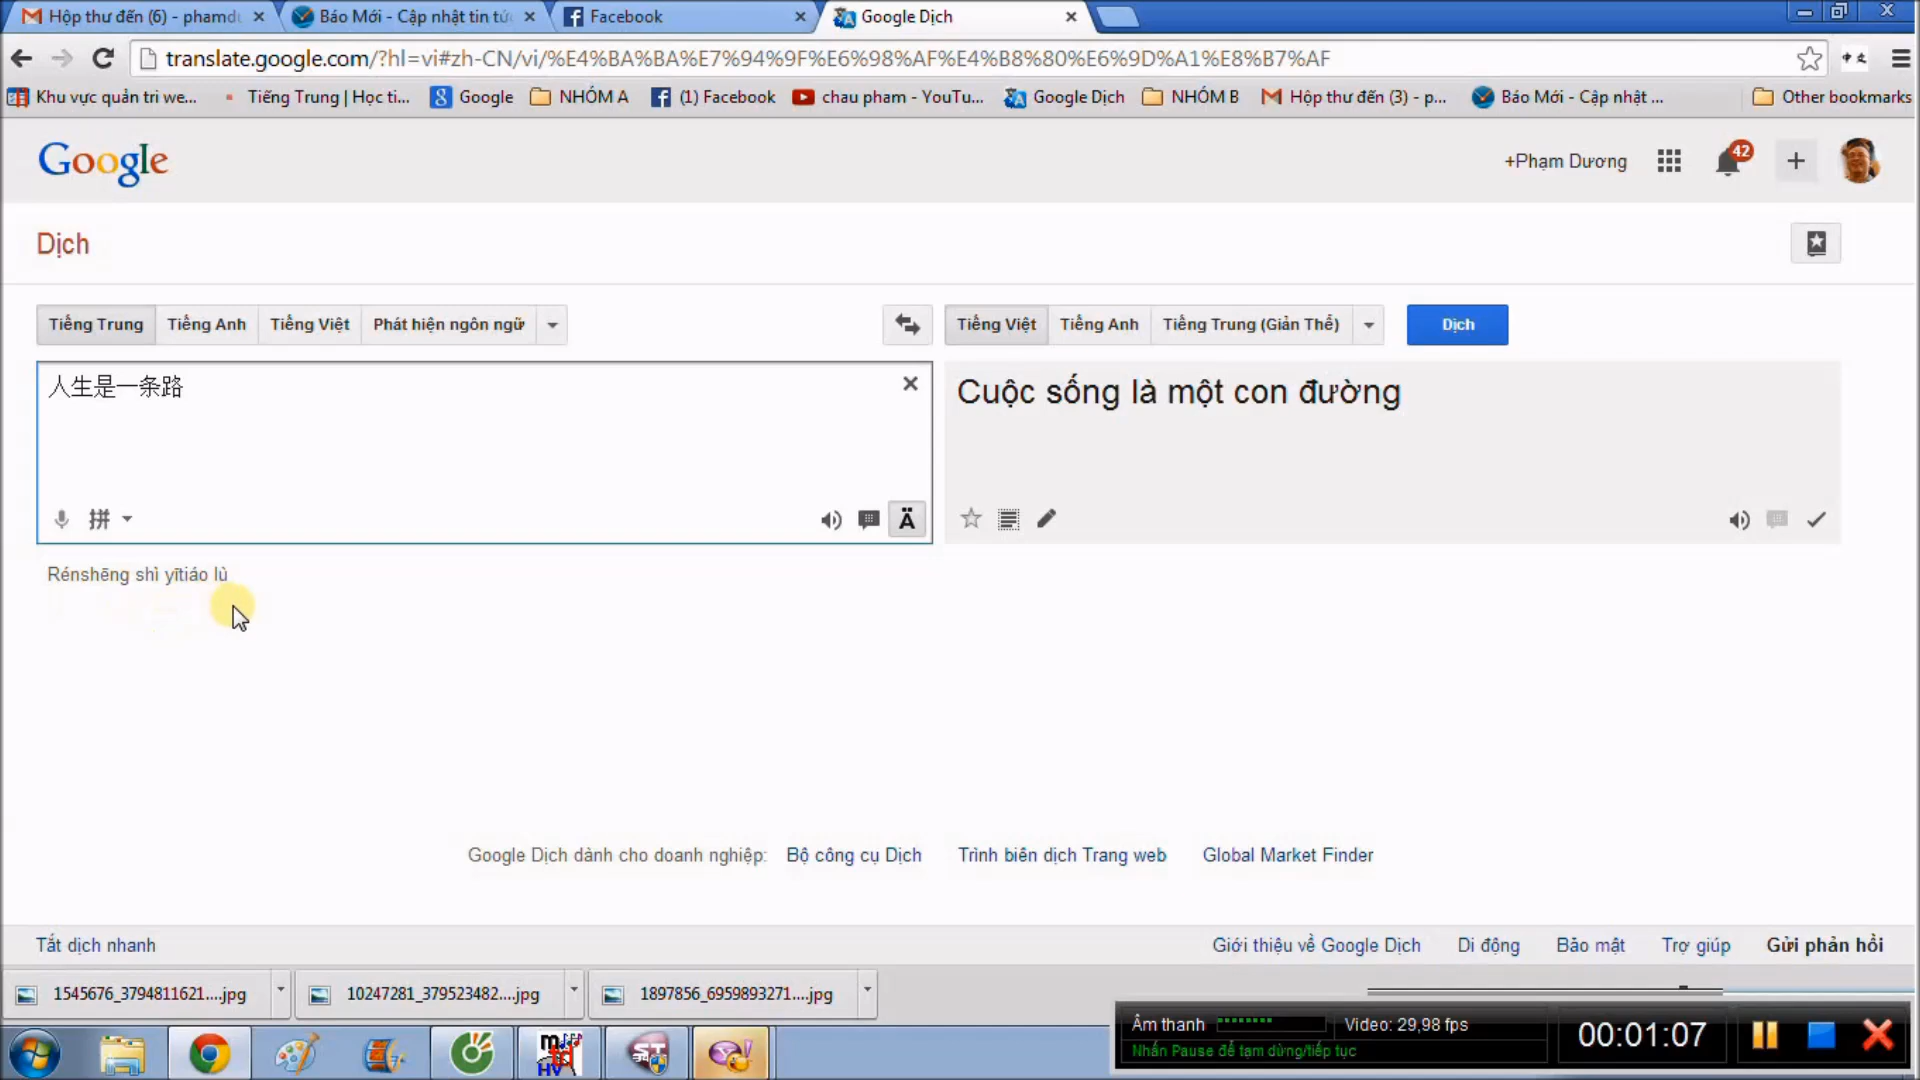 Hộp thư đến (6) - phamdu
Báo Mới - Cập nhật tin tức
Facebook
Google Dịch
translate.google.com/?hl=vi#zh-CN/vi/%E4%BA%BA%E7%94%9F%E6%98%AF%E4%B8%80%E6%9D%A1%E8%B7%AF
Khu vực quản trị we...
Tiếng Trung | Học ti...
Google
NHÓM A
(1) Facebook
chau pham - YouTu...
Google Dịch
NHÓM B
Hộp thư đến (3) - p...
Báo Mới - Cập nhật ...
Other bookmarks
Google
+Phạm Dương
42
Dịch
Tiếng Trung
Tiếng Anh
Tiếng Việt
Phát hiện ngôn ngữ
Tiếng Việt
Tiếng Anh
Tiếng Trung (Giản Thể)
Dịch
人生是一条路
Cuộc sống là một con đường
拼
Ä
Rénshēng shì yītiáo lù
Google Dịch dành cho doanh nghiệp:
Bộ công cụ Dịch
Trình biên dịch Trang web
Global Market Finder
Tắt dịch nhanh
Giới thiệu về Google Dịch
Di động
Bảo mật
Trợ giúp
Gửi phản hồi
1545676_3794811621....jpg
10247281_379523482....jpg
1897856_6959893271....jpg
Âm thanh
Video: 29,98 fps
Nhấn Pause để tạm dừng/tiếp tục
00:01:07